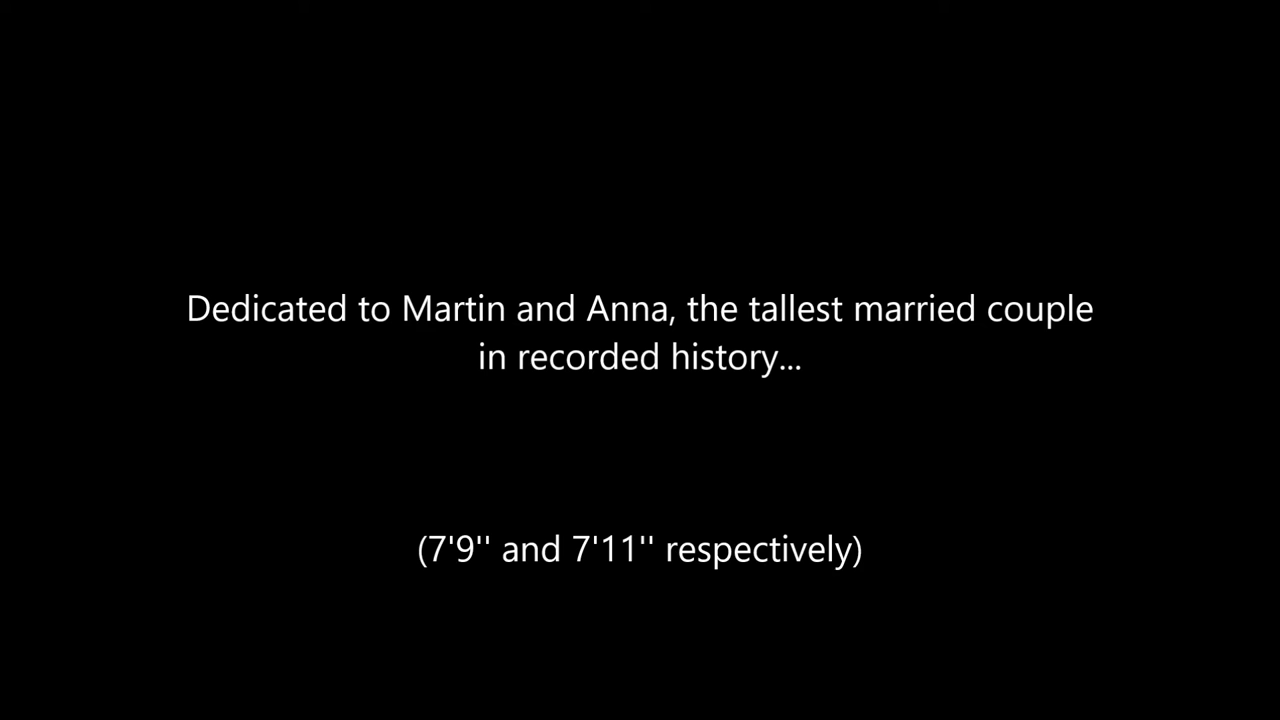 Dedicated to Martin and Anna, the tallest married couple
in recorded history...
(7'9'' and 7'11'' respectively)